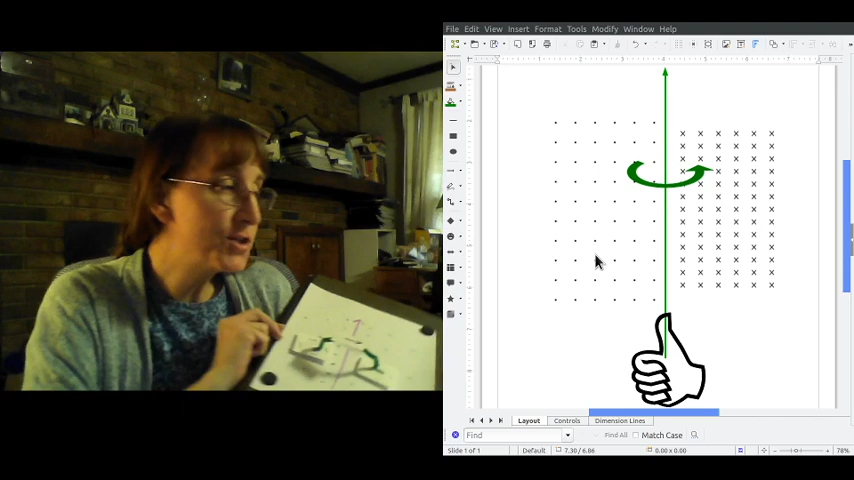 File Edit View Insert Format Tools Modify Window Help
Layout Controls Dimension Lines
Find Find All Match Case
Slide 1 of 1 Default 7.30 / 6.86 0.00 x 0.00 78%